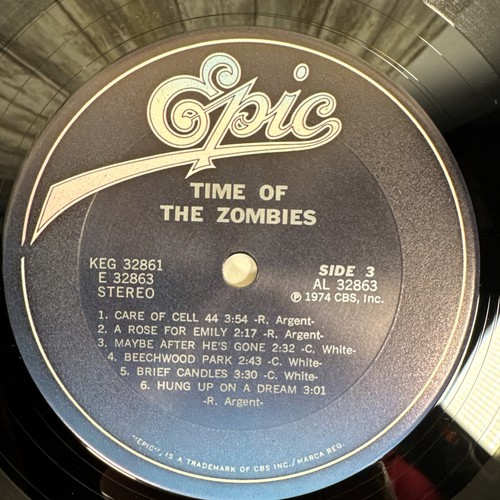 Epic
TIME OF
THE ZOMBIES
KEG 32861
E 32863
STEREO
SIDE 3
AL 32863
Ⓟ 1974 CBS, Inc.
1. CARE OF CELL 44 3:54 -R. Argent-
2. A ROSE FOR EMILY 2:17 -R. Argent-
3. MAYBE AFTER HE'S GONE 2:32 -C. White-
4. BEECHWOOD PARK 2:43 -C. White-
5. BRIEF CANDLES 3:30 -C. White-
6. HUNG UP ON A DREAM 3:01
-R. Argent-
"EPIC", IS A TRADEMARK OF CBS INC./MARCA REG.